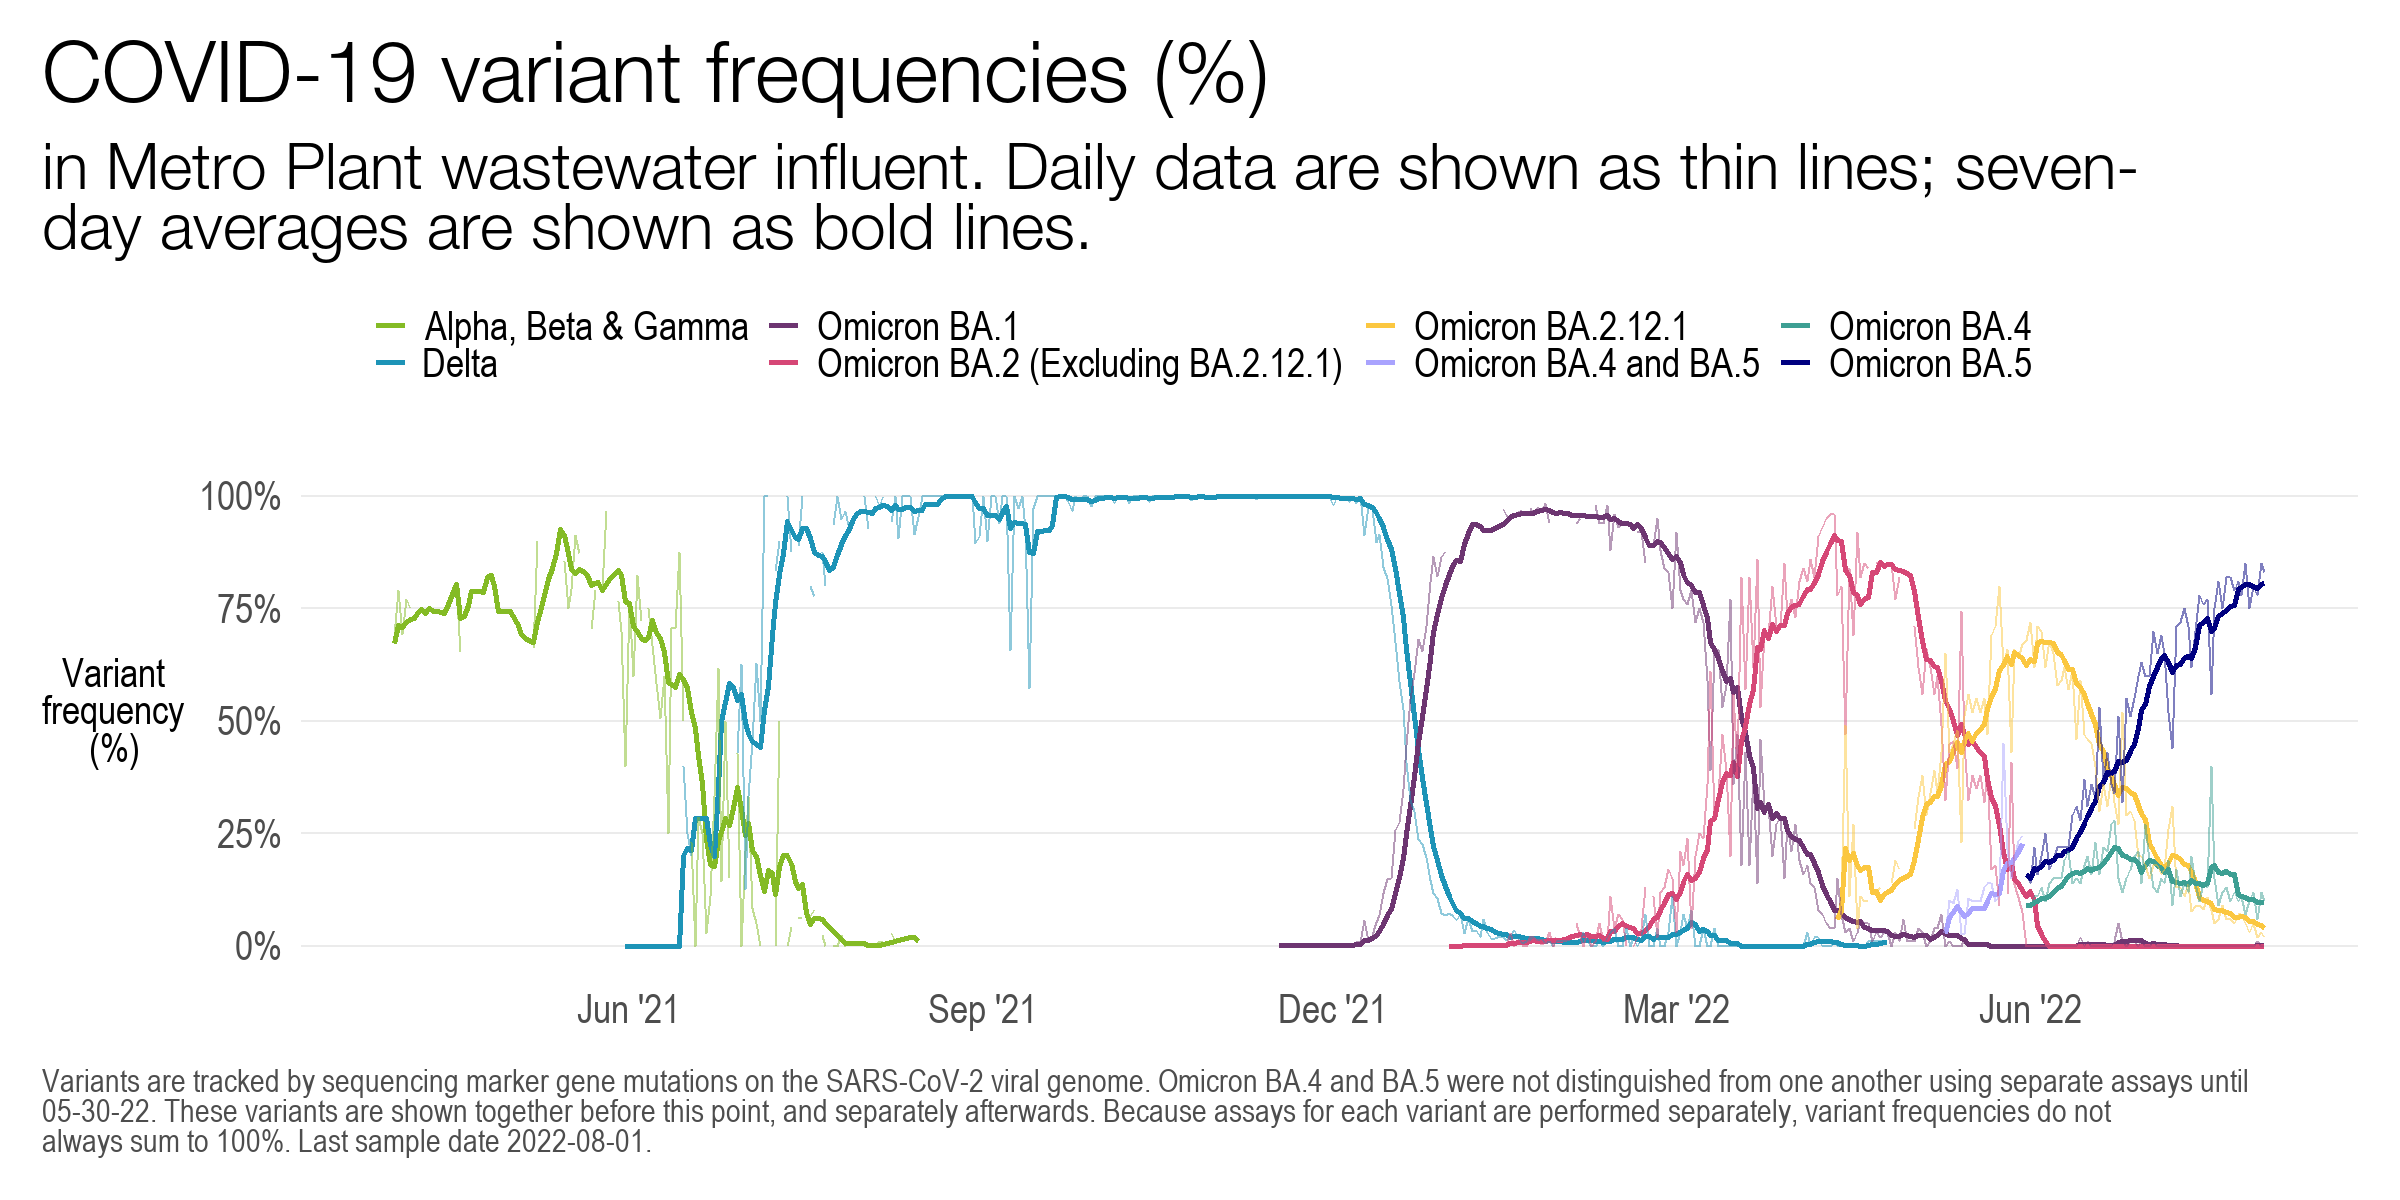 COVID-19 variant frequencies (%)
in Metro Plant wastewater influent. Daily data are shown as thin lines; seven-
day averages are shown as bold lines.
Alpha, Beta & Gamma
Omicron BA.1
Omicron BA.2.12.1
Omicron BA.4
Delta
Omicron BA.2 (Excluding BA.2.12.1)
Omicron BA.4 and BA.5
Omicron BA.5
100%
75%
50%
25%
0%
Variant
frequency
(%)
Jun '21
Sep '21
Dec '21
Mar '22
Jun '22
Variants are tracked by sequencing marker gene mutations on the SARS-CoV-2 viral genome. Omicron BA.4 and BA.5 were not distinguished from one another using separate assays until
05-30-22. These variants are shown together before this point, and separately afterwards. Because assays for each variant are performed separately, variant frequencies do not
always sum to 100%. Last sample date 2022-08-01.